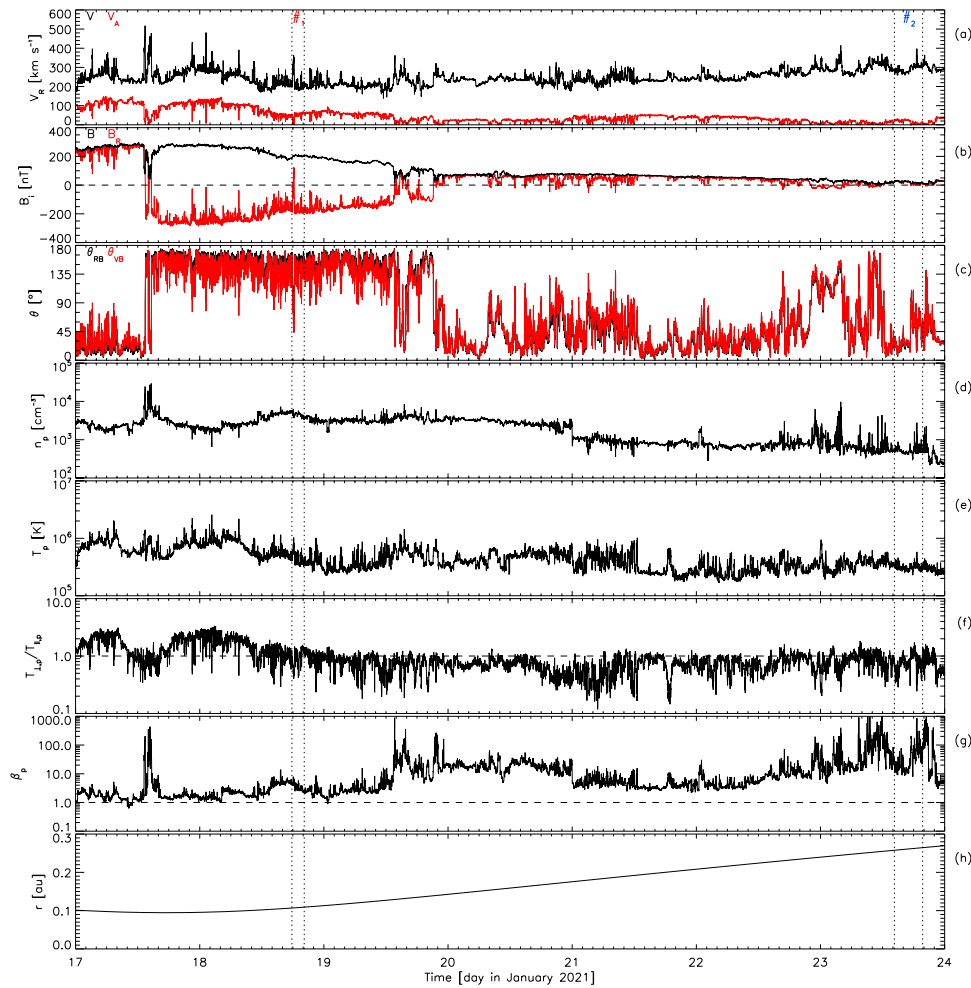 V V_A #_1 #_2
600
500
400
300
200
100
0
V_R [km s⁻¹]
(a)
B B_R
400
200
0
−200
−400
B_i [nT]
(b)
θ_RB θ_VB
180
135
90
45
0
θ [°]
(c)
10⁵
10⁴
10³
10²
n_p [cm⁻³]
(d)
10⁷
10⁶
10⁵
T_p [K]
(e)
10.0
1.0
0.1
T_⊥,p/T_∥,p
(f)
1000.0
100.0
10.0
1.0
0.1
β_p
(g)
0.3
0.2
0.1
0.0
r [au]
(h)
17 18 19 20 21 22 23 24
Time [day in January 2021]